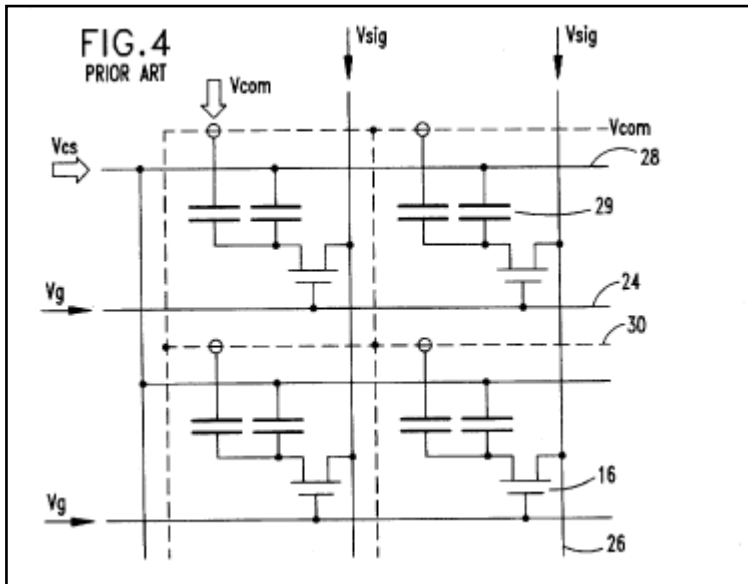 FIG.4
PRIOR ART
Vsig
Vsig
Vcom
Vcom
Vcs
28
29
Vg
24
30
16
Vg
26